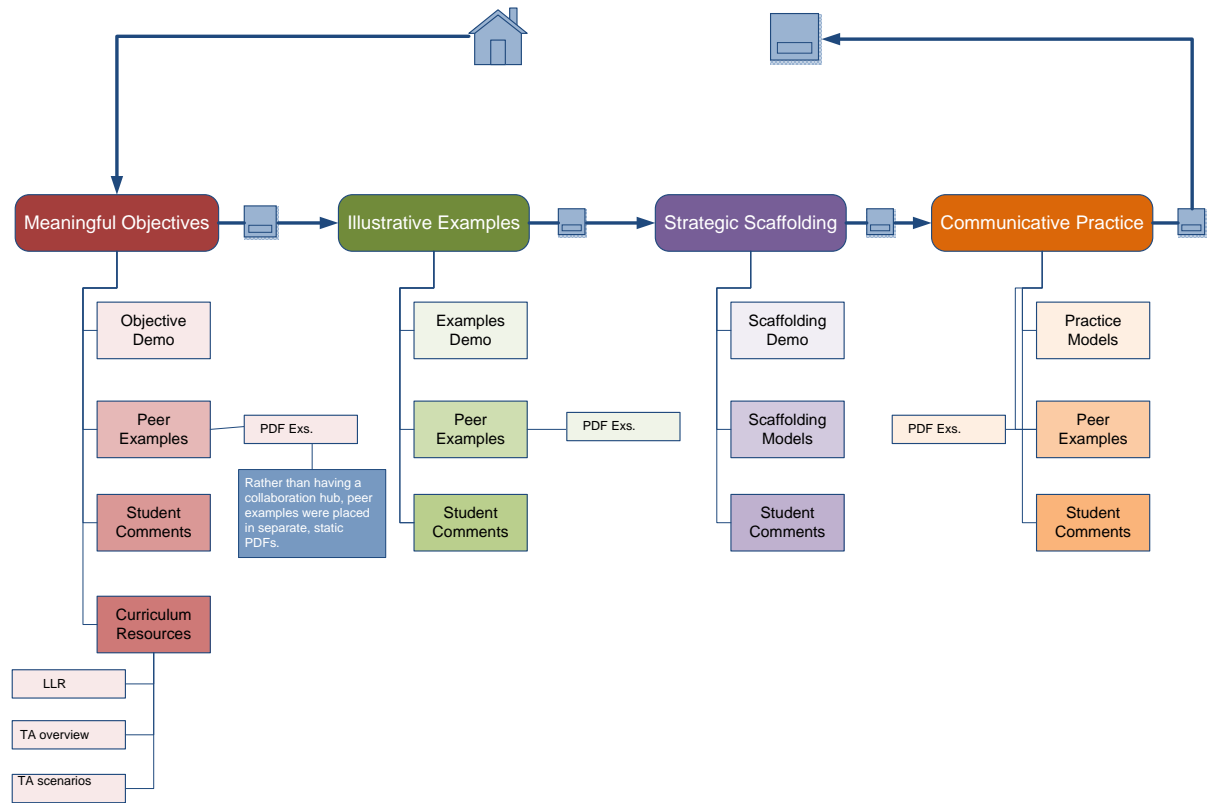 Meaningful Objectives
Illustrative Examples
Strategic Scaffolding
Communicative Practice
Objective
Demo
Examples
Demo
Scaffolding
Demo
Practice
Models
Peer
Examples
PDF Exs.
Peer
Examples
PDF Exs.
Scaffolding
Models
PDF Exs.
Peer
Examples
Rather than having a
collaboration hub, peer
examples were placed
in separate, static
PDFs.
Student
Comments
Student
Comments
Student
Comments
Student
Comments
Curriculum
Resources
LLR
TA overview
TA scenarios